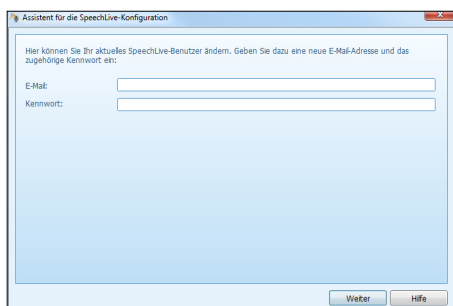 Assistent für die SpeechLive-Konfiguration
Hier können Sie Ihr aktuelles SpeechLive-Benutzer ändern. Geben Sie dazu eine neue E-Mail-Adresse und das
zugehörige Kennwort ein:
E-Mail:
Kennwort:
Weiter
Hilfe